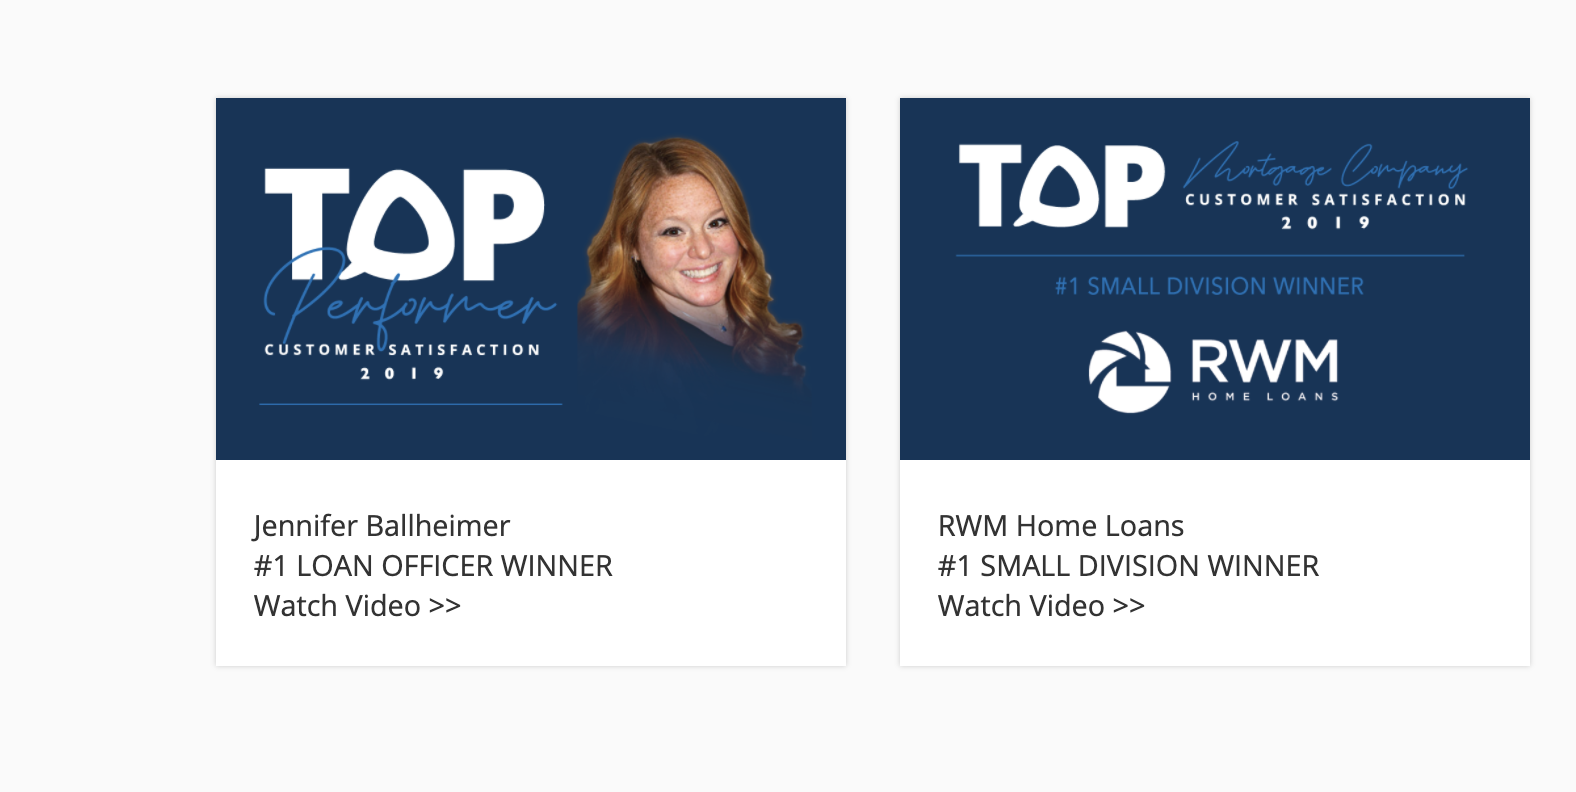 TOP
Performer
CUSTOMER SATISFACTION
2019
Jennifer Ballheimer
#1 LOAN OFFICER WINNER
Watch Video >>
TOP Mortgage Company
CUSTOMER SATISFACTION
2019
#1 SMALL DIVISION WINNER
RWM
HOME LOANS
RWM Home Loans
#1 SMALL DIVISION WINNER
Watch Video >>